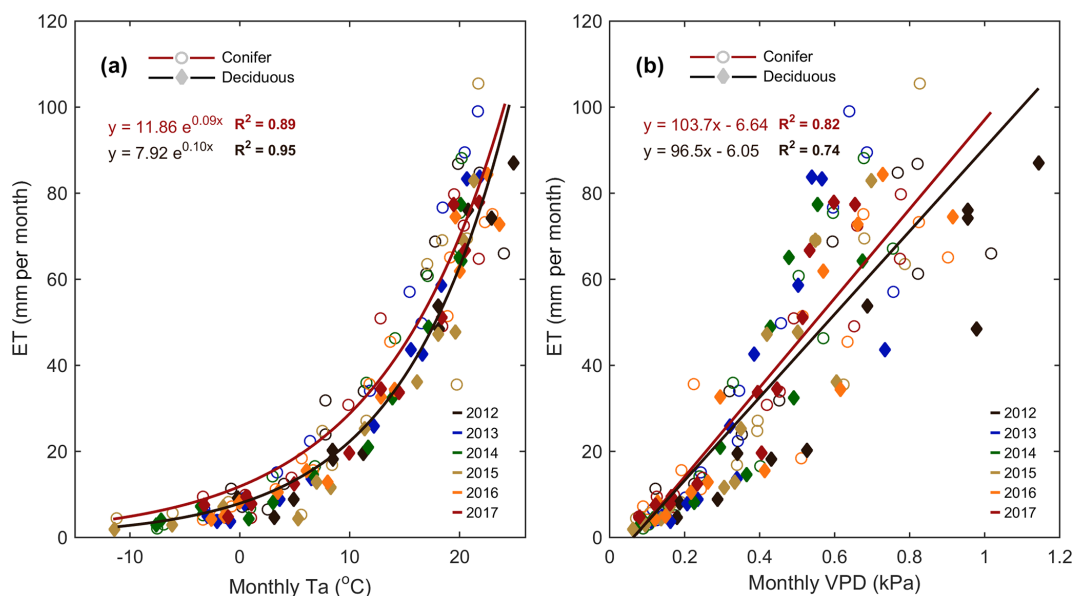 (a)
Conifer
Deciduous
y = 11.86 e^0.09x R² = 0.89
y = 7.92 e^0.10x R² = 0.95
120
100
80
60
40
20
0
ET (mm per month)
2012
2013
2014
2015
2016
2017
-10 0 10 20
Monthly Ta (°C)
(b)
Conifer
Deciduous
y = 103.7x - 6.64 R² = 0.82
y = 96.5x - 6.05 R² = 0.74
120
100
80
60
40
20
0
ET (mm per month)
2012
2013
2014
2015
2016
2017
0 0.2 0.4 0.6 0.8 1 1.2
Monthly VPD (kPa)